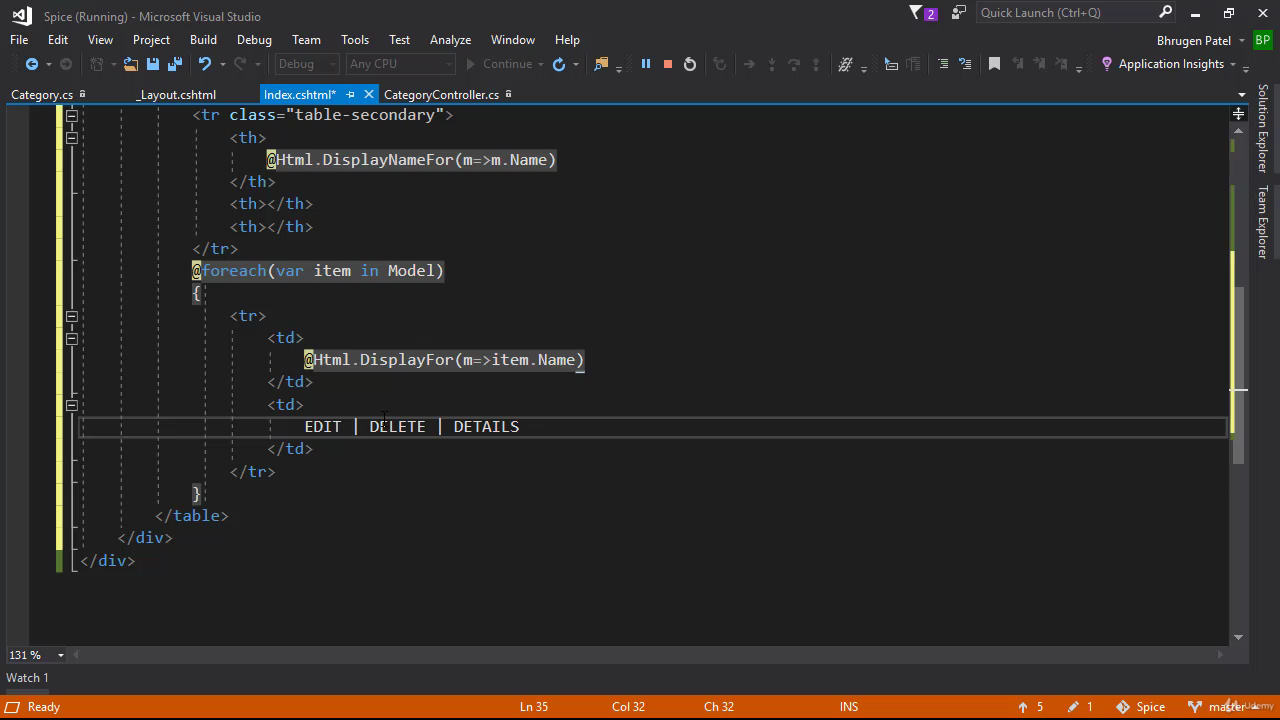 Spice (Running) - Microsoft Visual Studio
2
Quick Launch (Ctrl+Q)
File Edit View Project Build Debug Team Tools Test Analyze Window Help
Bhrugen Patel BP
Debug Any CPU Continue Application Insights
Category.cs _Layout.cshtml Index.cshtml* CategoryController.cs
Solution Explorer
Team Explorer
<tr class="table-secondary">
<th>
@Html.DisplayNameFor(m=>m.Name)
</th>
<th></th>
<th></th>
</tr>
@foreach(var item in Model)
{
<tr>
<td>
@Html.DisplayFor(m=>item.Name)
</td>
<td>
EDIT | DELETE | DETAILS
</td>
</tr>
}
</table>
</div>
</div>
131 %
Watch 1
Ready Ln 35 Col 32 Ch 32 INS 5 1 Spice master
Udemy